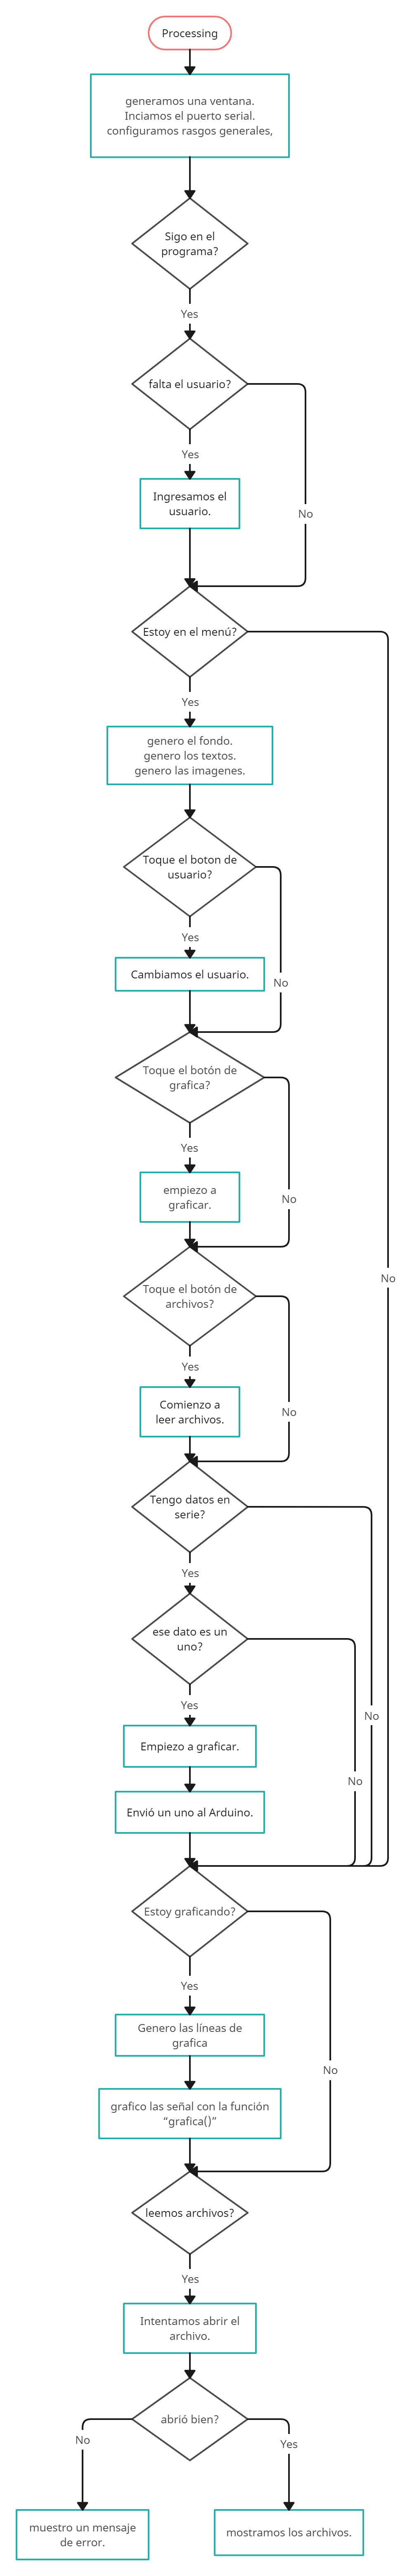 Processing
generamos una ventana.
Inciamos el puerto serial.
configuramos rasgos generales,
Sigo en el
programa?
Yes
falta el usuario?
Yes
Ingresamos el
usuario.
No
Estoy en el menú?
Yes
genero el fondo.
genero los textos.
genero las imagenes.
Toque el boton de
usuario?
Yes
Cambiamos el usuario.
No
Toque el botón de
grafica?
Yes
empiezo a
graficar.
No
Toque el botón de
archivos?
No
Yes
Comienzo a
leer archivos.
No
Tengo datos en
serie?
Yes
ese dato es un
uno?
Yes
No
Empiezo a graficar.
No
Envió un uno al Arduino.
Estoy graficando?
Yes
Genero las líneas de
grafica
No
grafico las señal con la función
“grafica()”
leemos archivos?
Yes
Intentamos abrir el
archivo.
abrió bien?
No
Yes
muestro un mensaje
de error.
mostramos los archivos.